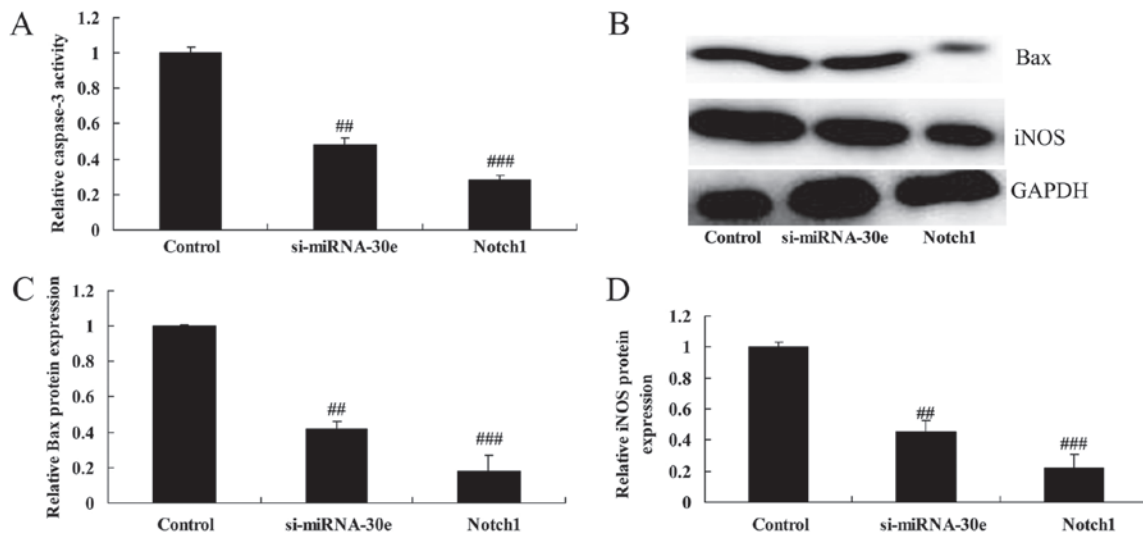 A
1.2
1
0.8
0.6
0.4
0.2
0
Relative caspase-3 activity
##
###
Control si-miRNA-30e Notch1
B
Bax
iNOS
GAPDH
Control si-miRNA-30e Notch1
C
1.2
1
0.8
0.6
0.4
0.2
0
Relative Bax protein expression
##
###
Control si-miRNA-30e Notch1
D
1.2
1
0.8
0.6
0.4
0.2
0
Relative iNOS protein
expression
##
###
Control si-miRNA-30e Notch1